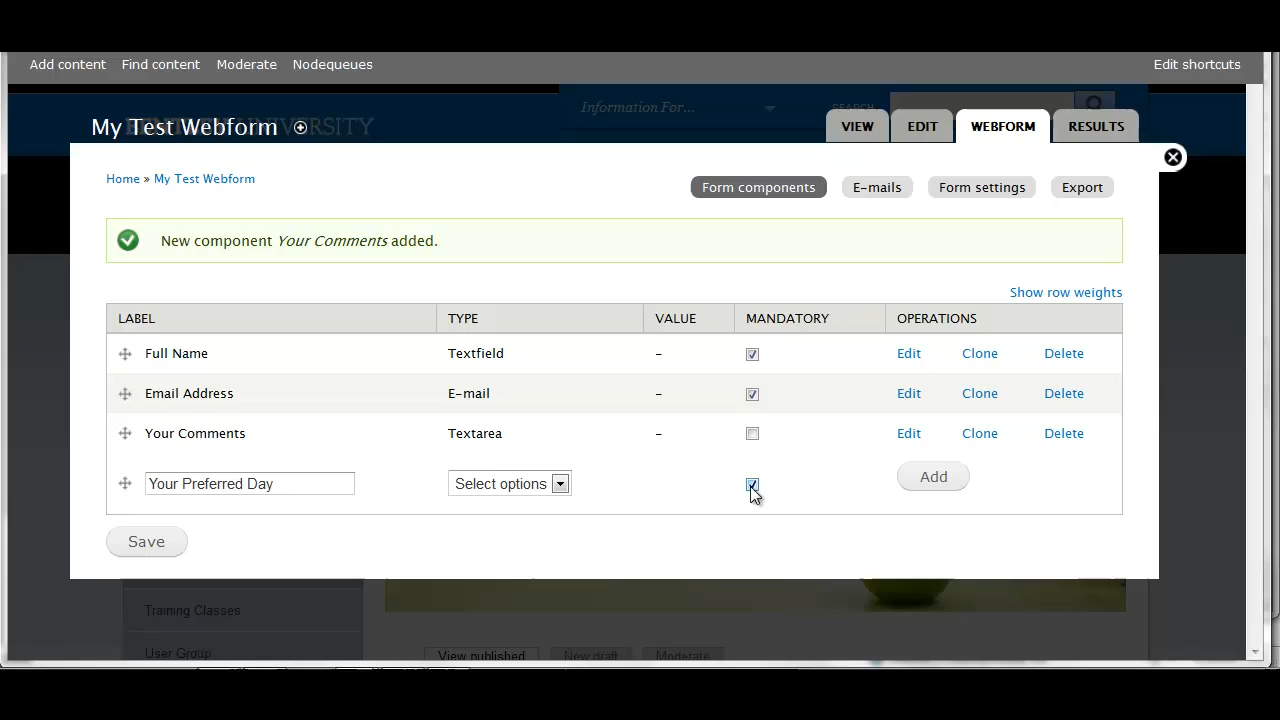 Add content Find content Moderate Nodequeues Edit shortcuts
Information For... SEARCH
My Test Webform UNIVERSITY VIEW EDIT WEBFORM RESULTS
Home » My Test Webform Form components E-mails Form settings Export
New component Your Comments added.
Show row weights
LABEL TYPE VALUE MANDATORY OPERATIONS
Full Name Textfield – Edit Clone Delete
Email Address E-mail – Edit Clone Delete
Your Comments Textarea – Edit Clone Delete
Your Preferred Day Select options Add
Save
Training Classes
User Group View published New draft Moderate